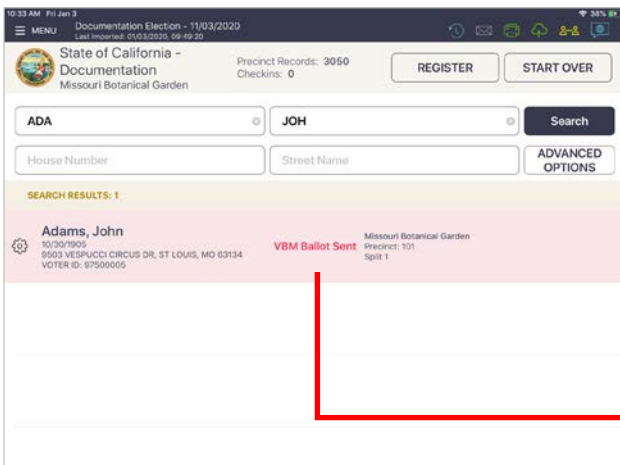 10:33 AM Fri Jan 3
38%
MENU
Documentation Election - 11/03/2020
Last Imported: 01/03/2020, 09:49:20
State of California -
Documentation
Missouri Botanical Garden
Precinct Records: 3050
Checkins: 0
REGISTER
START OVER
ADA
JOH
Search
House Number
Street Name
ADVANCED
OPTIONS
SEARCH RESULTS: 1
Adams, John
10/30/1905
9503 VESPUCCI CIRCUS DR, ST LOUIS, MO 63134
VOTER ID: 97500005
VBM Ballot Sent
Missouri Botanical Garden
Precinct: 101
Split 1